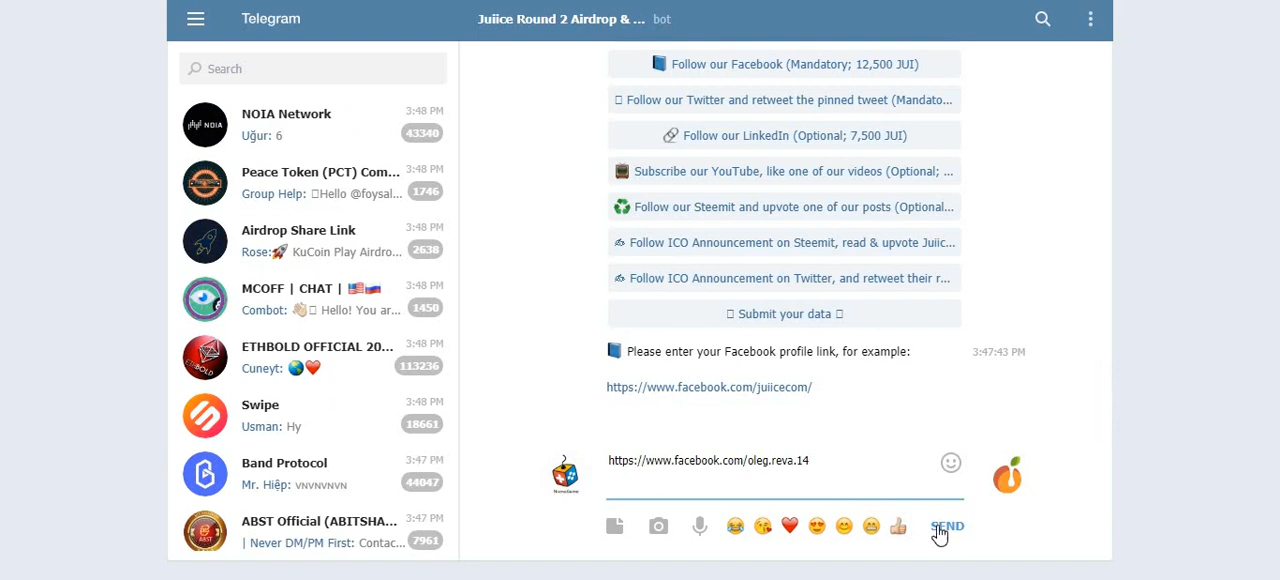 Telegram
Juiice Round 2 Airdrop & ... bot
Search
NOIA Network 3:48 PM
Uğur: 6 43340
Peace Token (PCT) Com... 3:48 PM
Group Help: Hello @foysal... 1746
Airdrop Share Link 3:48 PM
Rose:🚀 KuCoin Play Airdro... 2638
MCOFF | CHAT | 🇺🇸🇷🇺 3:48 PM
Combot: 👋🏻 Hello! You ar... 1450
ETHBOLD OFFICIAL 20... 3:48 PM
Cuneyt: 🌍❤️ 113236
Swipe 3:48 PM
Usman: Hy 18661
Band Protocol 3:47 PM
Mr. Hiệp: vnvnvnvn 44047
ABST Official (ABITSHA... 3:47 PM
| Never DM/PM First: Contac... 7961
📘 Follow our Facebook (Mandatory; 12,500 JUI)
Follow our Twitter and retweet the pinned tweet (Mandato...
🔗 Follow our LinkedIn (Optional; 7,500 JUI)
📺 Subscribe our YouTube, like one of our videos (Optional; ...
♻️ Follow our Steemit and upvote one of our posts (Optional...
✍ Follow ICO Announcement on Steemit, read & upvote Juiic...
✍ Follow ICO Announcement on Twitter, and retweet their r...
Submit your data
📘 Please enter your Facebook profile link, for example: 3:47:43 PM
https://www.facebook.com/juiicecom/
https://www.facebook.com/oleg.reva.14
SEND